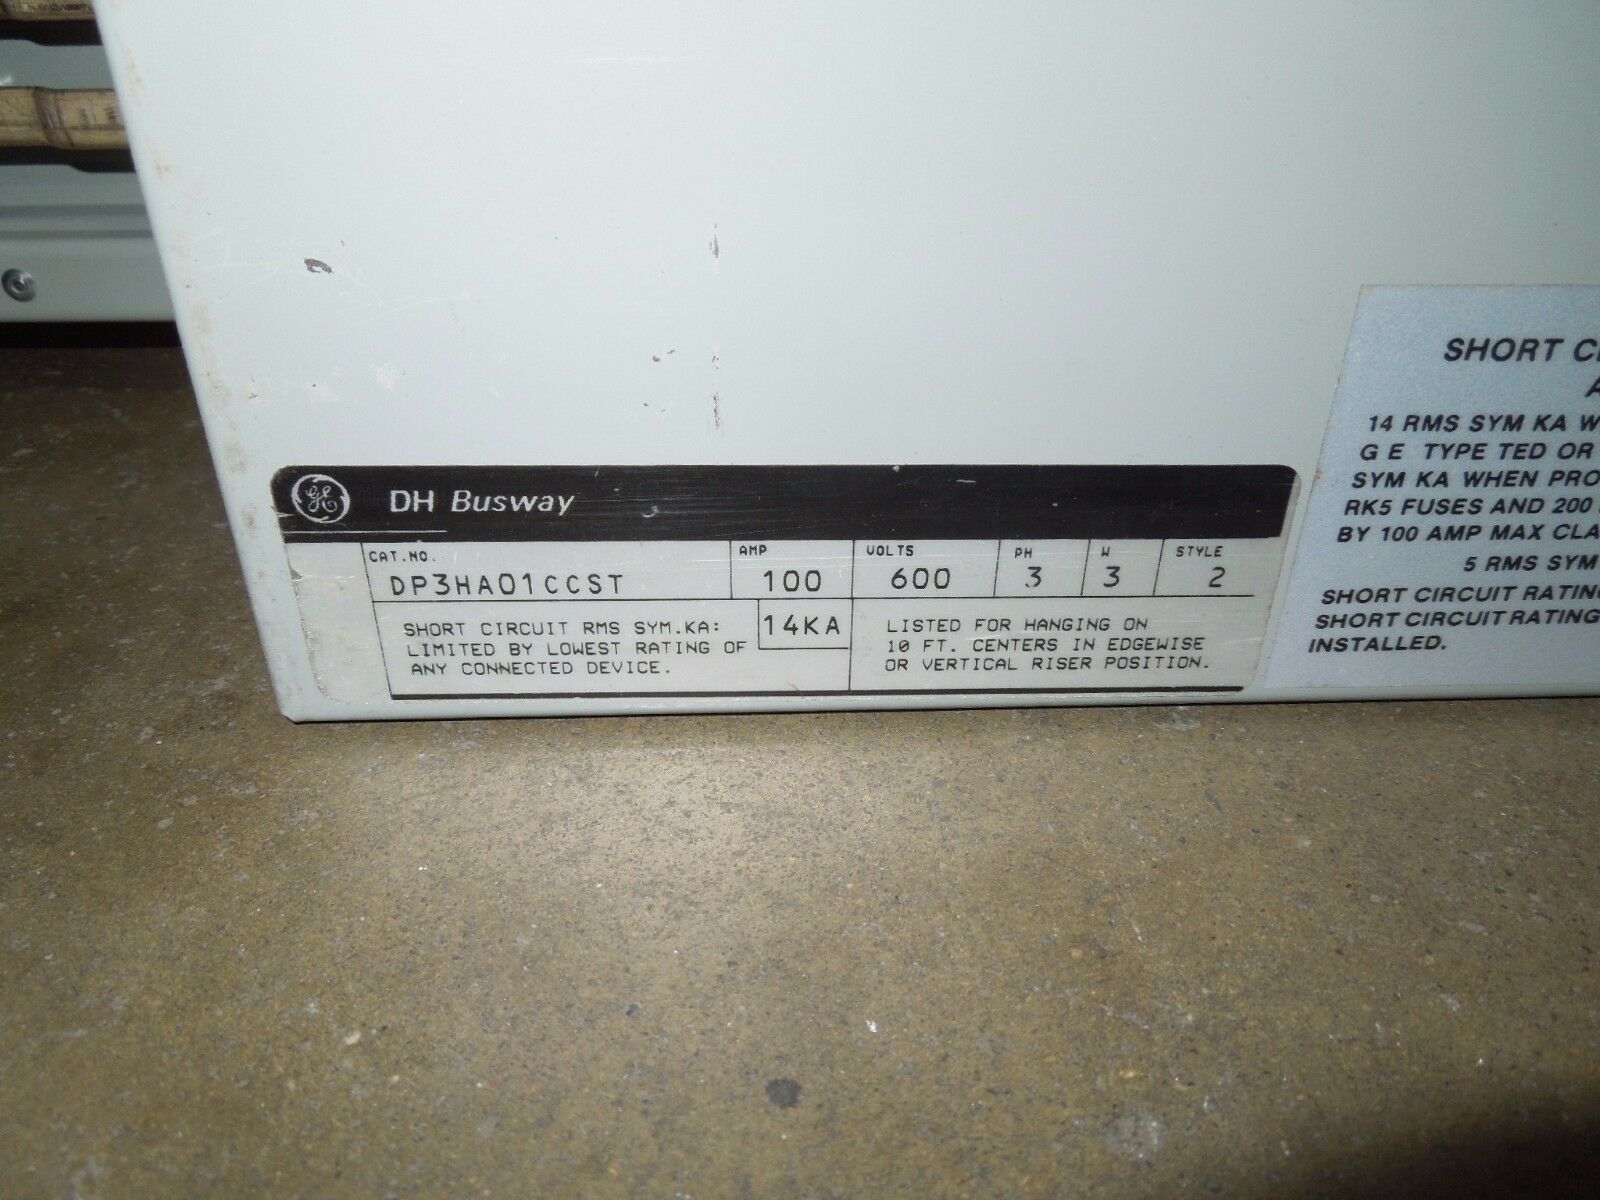 GE DH Busway
CAT.NO. AMP VOLTS PH W STYLE
DP3HA01CCST 100 600 3 3 2
SHORT CIRCUIT RMS SYM.KA: 14KA
LIMITED BY LOWEST RATING OF
ANY CONNECTED DEVICE.
LISTED FOR HANGING ON
10 FT. CENTERS IN EDGEWISE
OR VERTICAL RISER POSITION.
SHORT
14 RMS SYM KA
G E TYPE TED OR
SYM KA WHEN
RK5 FUSES AND 200
BY 100 AMP MAX
5 RMS SYM
SHORT CIRCUIT
SHORT CIRCUIT RATING
INSTALLED.